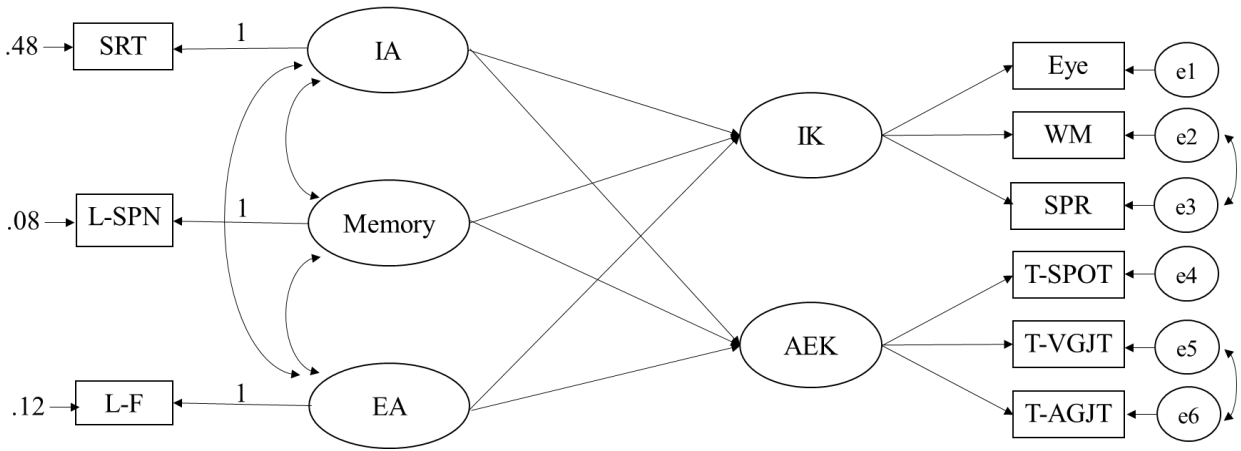 .48
SRT
1
IA
Eye
e1
IK
WM
e2
SPR
e3
.08
L-SPN
1
Memory
T-SPOT
e4
AEK
T-VGJT
e5
.12
L-F
1
EA
T-AGJT
e6